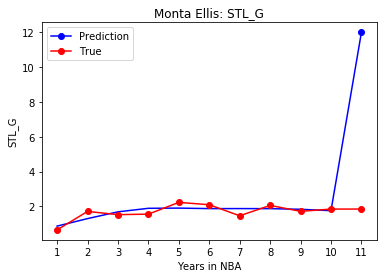 Monta Ellis: STL_G
Prediction
True
STL_G
12
10
8
6
4
2
1 2 3 4 5 6 7 8 9 10 11
Years in NBA